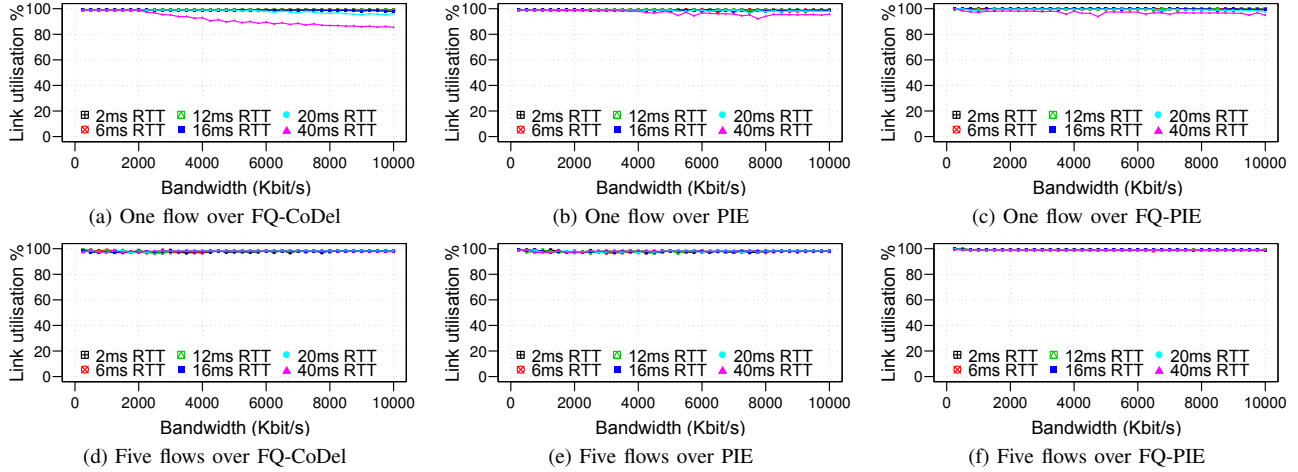 Link utilisation %
100
80
60
40
20
0
2ms RTT 12ms RTT 20ms RTT
6ms RTT 16ms RTT 40ms RTT
0 2000 4000 6000 8000 10000
Bandwidth (Kbit/s)
(a) One flow over FQ-CoDel
Link utilisation %
100
80
60
40
20
0
2ms RTT 12ms RTT 20ms RTT
6ms RTT 16ms RTT 40ms RTT
0 2000 4000 6000 8000 10000
Bandwidth (Kbit/s)
(b) One flow over PIE
Link utilisation %
100
80
60
40
20
0
2ms RTT 12ms RTT 20ms RTT
6ms RTT 16ms RTT 40ms RTT
0 2000 4000 6000 8000 10000
Bandwidth (Kbit/s)
(c) One flow over FQ-PIE
Link utilisation %
100
80
60
40
20
0
2ms RTT 12ms RTT 20ms RTT
6ms RTT 16ms RTT 40ms RTT
0 2000 4000 6000 8000 10000
Bandwidth (Kbit/s)
(d) Five flows over FQ-CoDel
Link utilisation %
100
80
60
40
20
0
2ms RTT 12ms RTT 20ms RTT
6ms RTT 16ms RTT 40ms RTT
0 2000 4000 6000 8000 10000
Bandwidth (Kbit/s)
(e) Five flows over PIE
Link utilisation %
100
80
60
40
20
0
2ms RTT 12ms RTT 20ms RTT
6ms RTT 16ms RTT 40ms RTT
0 2000 4000 6000 8000 10000
Bandwidth (Kbit/s)
(f) Five flows over FQ-PIE